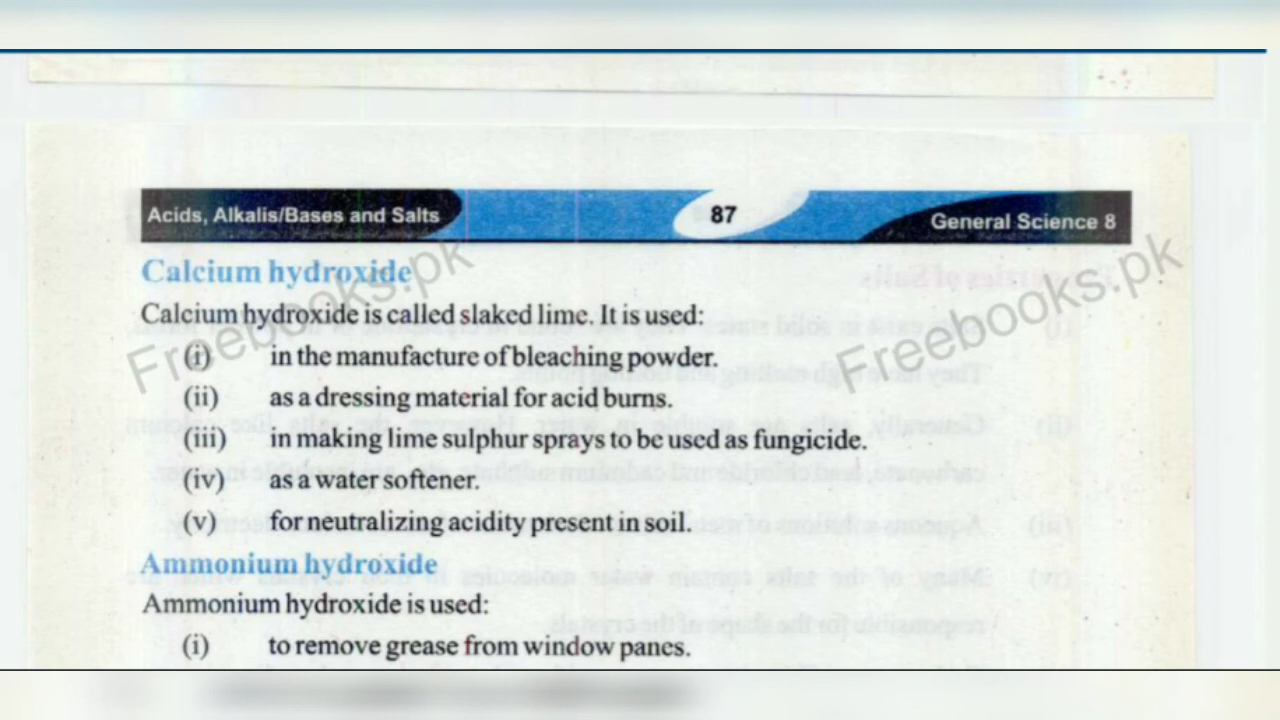 Acids, Alkalis/Bases and Salts 87 General Science 8
Calcium hydroxide
Calcium hydroxide is called slaked lime. It is used:
(i) in the manufacture of bleaching powder.
(ii) as a dressing material for acid burns.
(iii) in making lime sulphur sprays to be used as fungicide.
(iv) as a water softener.
(v) for neutralizing acidity present in soil.
Ammonium hydroxide
Ammonium hydroxide is used:
(i) to remove grease from window panes.
Freebooks.pk
Freebooks.pk